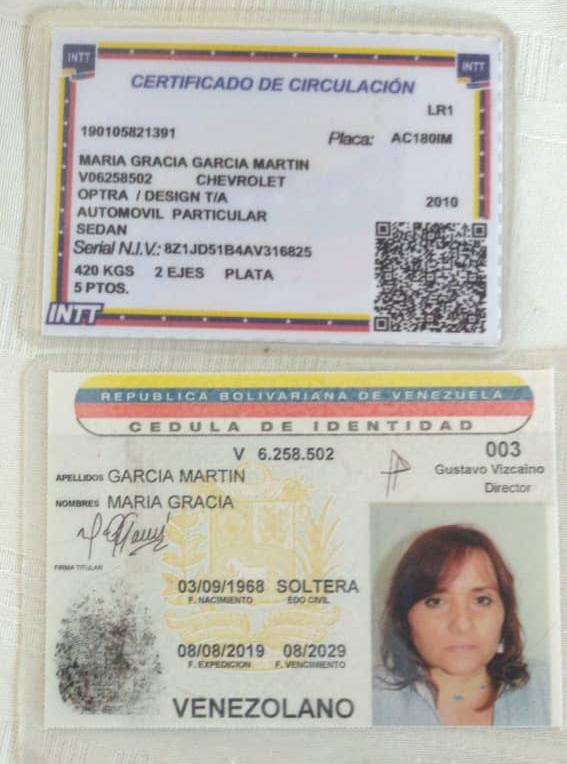 INTT
INTT
CERTIFICADO DE CIRCULACIÓN
LR1
190105821391 Placa: AC180IM
MARIA GRACIA GARCIA MARTIN
V06258502 CHEVROLET
OPTRA / DESIGN T/A 2010
AUTOMOVIL PARTICULAR
SEDAN
Serial N.I.V.: 8Z1JD51B4AV316825
420 KGS 2 EJES PLATA
5 PTOS.
INTT
REPUBLICA BOLIVARIANA DE VENEZUELA
CEDULA DE IDENTIDAD
V 6.258.502 003
Gustavo Vizcaino
Director
APELLIDOS GARCIA MARTIN
NOMBRES MARIA GRACIA
FIRMA TITULAR
03/09/1968 SOLTERA
F. NACIMIENTO EDO CIVIL
08/08/2019 08/2029
F. EXPEDICION F. VENCIMIENTO
VENEZOLANO